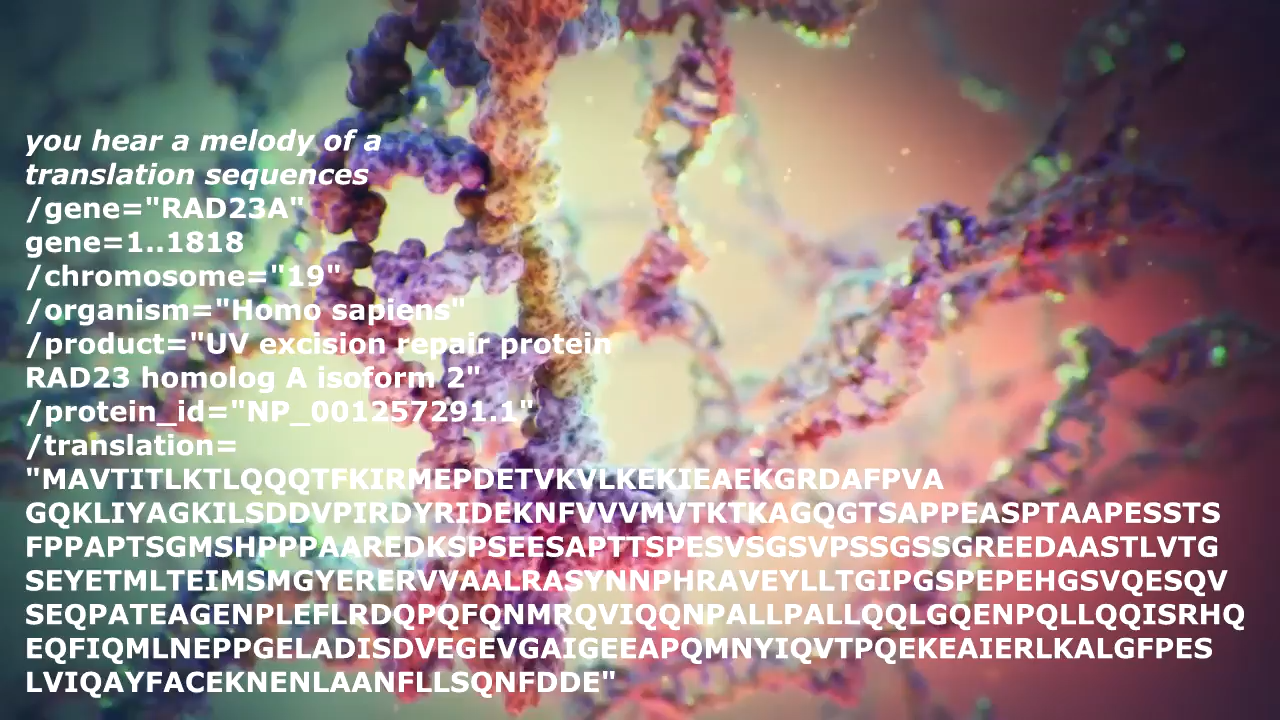 you hear a melody of a
translation sequences
/gene="RAD23A"
gene=1..1818
/chromosome="19"
/organism="Homo sapiens"
/product="UV excision repair protein
RAD23 homolog A isoform 2"
/protein_id="NP_001257291.1"
/translation=
"MAVTITLKTLQQQTFKIRMEPDETVKVLKEKIEAEKGRDAFPVA
GQKLIYAGKILSDDVPIRDYRIDEKNFVVVMVTKTKAGQGTSAPPEASPTAAPESSTS
FPPAPTSGMSHPPPAAREDKSPSEESAPTTSPESVSGSVPSSGSSGREEDAASTLVTG
SEYETMLTEIMSMGYERERVVAALRASYNNPHRAVEYLLTGIPGSPEPEHGSVQESQV
SEQPATEAGENPLEFLRDQPQFQNMRQVIQQNPALLPALLQQLGQENPQLLQQISRHQ
EQFIQMLNEPPGELADISDVEGEVGAIGEEAPQMNYIQVTPQEKEAIERLKALGFPES
LVIQAYFACEKNENLAANFLLSQNFDDE"